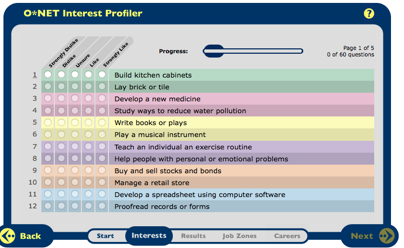 O*NET Interest Profiler
?
Strongly Dislike
Dislike
Unsure
Like
Strongly Like
Progress:
Page 1 of 5
0 of 60 questions
1 Build kitchen cabinets
2 Lay brick or tile
3 Develop a new medicine
4 Study ways to reduce water pollution
5 Write books or plays
6 Play a musical instrument
7 Teach an individual an exercise routine
8 Help people with personal or emotional problems
9 Buy and sell stocks and bonds
10 Manage a retail store
11 Develop a spreadsheet using computer software
12 Proofread records or forms
Back Start Interests Results Job Zones Careers Next